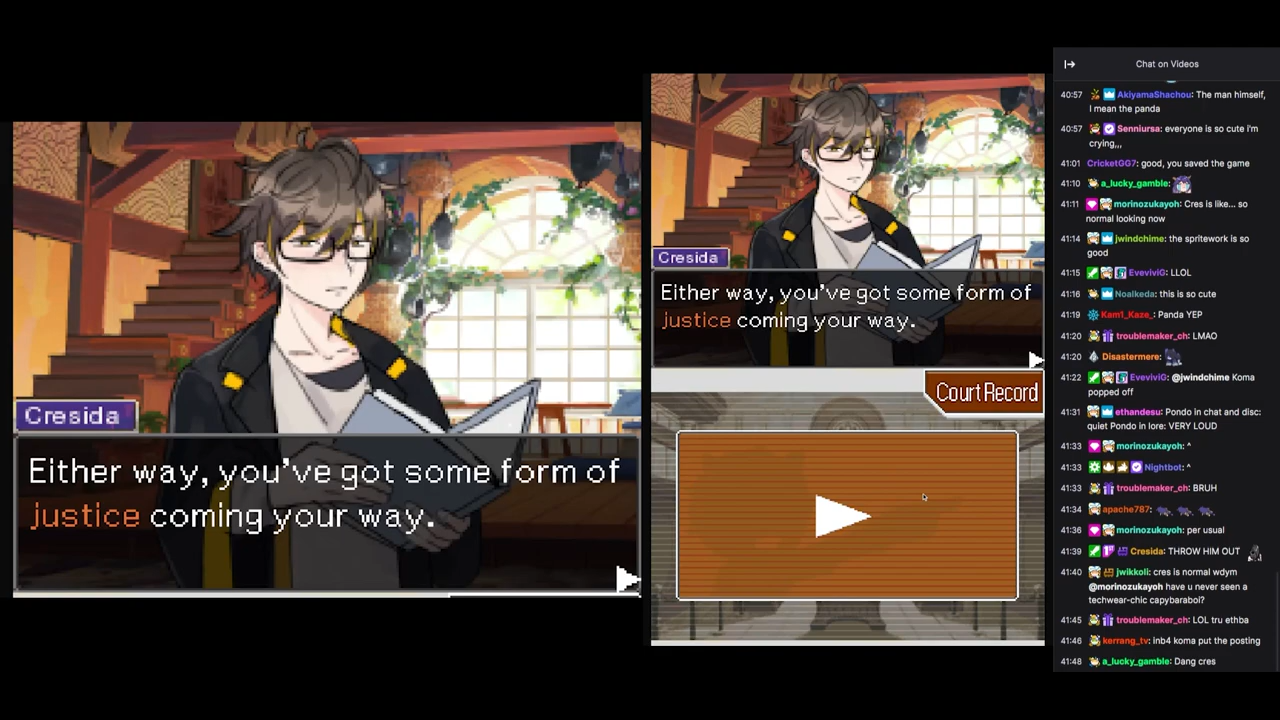 Cresida
Either way, you've got some form of
justice coming your way.
Cresida
Either way, you've got some form of
justice coming your way.
Court Record
Chat on Videos
40:57 AkiyamaShachou: The man himself,
I mean the panda
40:57 Senniursa: everyone is so cute i'm
crying,,,
41:01 CricketGG7: good, you saved the game
41:10 a_lucky_gamble:
41:11 morinozukayoh: Cres is like... so
normal looking now
41:14 jwindchime: the spritework is so
good
41:15 EveviviG: LLOL
41:16 Noalkeda: this is so cute
41:19 Kam1_Kaze_: Panda YEP
41:20 troublemaker_ch: LMAO
41:20 Disastermere:
41:22 EveviviG: @jwindchime Koma
popped off
41:31 ethandesu: Pondo in chat and disc:
quiet Pondo in lore: VERY LOUD
41:33 morinozukayoh: ^
41:33 Nightbot: ^
41:33 troublemaker_ch: BRUH
41:34 apache787:
41:36 morinozukayoh: per usual
41:39 Cresida: THROW HIM OUT
41:40 jwikkoli: cres is normal wdym
@morinozukayoh have u never seen a
techwear-chic capybarabol?
41:45 troublemaker_ch: LOL tru ethba
41:46 kerrang_tv: inb4 koma put the posting
41:48 a_lucky_gamble: Dang cres